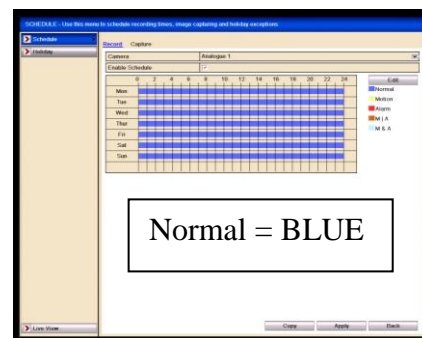 SCHEDULE - Use this menu to schedule recording times, image capturing and holiday exceptions
Schedule
Holiday
Record Capture
Camera Analogue 1
Enable Schedule
0 2 4 6 8 10 12 14 16 18 20 22 24 Edit
Normal
Mon
Motion
Tue
Alarm
Wed
M | A
Thur
M & A
Fri
Sat
Sun
Normal = BLUE
Live View
Copy Apply Back